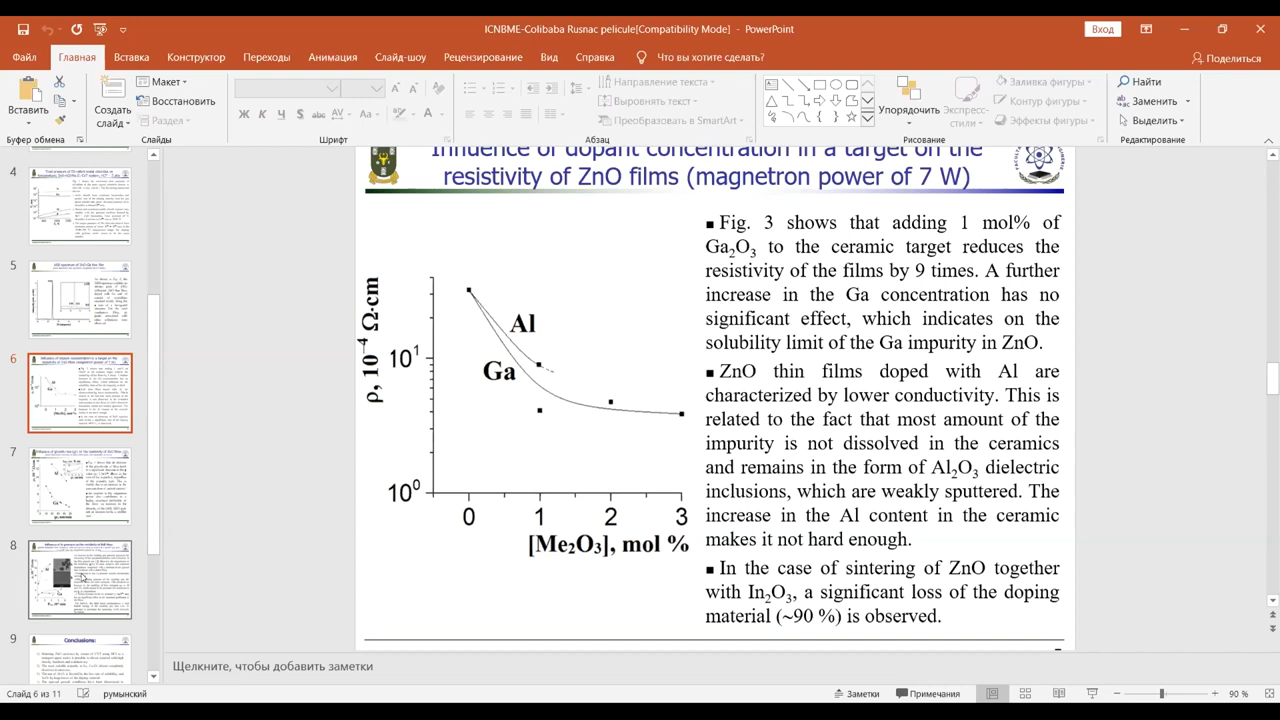 ICNBME-Colibaba Rusnac pelicule[Compatibility Mode] - PowerPoint
Вход
Файл Главная Вставка Конструктор Переходы Анимация Слайд-шоу Рецензирование Вид Справка Что вы хотите сделать? Поделиться
Вставить
Создать слайд
Макет
Восстановить
Раздел
Ж К Ч S abc AV Aa А
Направление текст
Выровнять текст
Преобразовать в SmartArt
Упорядочить
Экспресс-стили
Заливка фигуры
Контур фигуры
Эффекты фигуры
Найти
Заменить
Выделить
Буфер обмена Слайды Шрифт Абзац Рисование Редактирование
4
5
6
7
8
9
Conclusions:
Influence of dopant concentration in a target on the
resistivity of ZnO films (magnetron power of 7 W)
ρ, 10⁻⁴ Ω·cm
10¹
10⁰
Al
Ga
0 1 2 3
[Me₂O₃], mol %
▪ Fig. 3 shows that adding 1 mol% of
Ga₂O₃ to the ceramic target reduces the
resistivity of the films by 9 times. A further
increase in the Ga concentration has no
significant effect, which indicates on the
solubility limit of the Ga impurity in ZnO.
▪ ZnO thin films doped with Al are
characterized by lower conductivity. This is
related to the fact that most amount of the
impurity is not dissolved in the ceramics
and remains in the form of Al₂O₃ dielectric
inclusions, which are weakly sputtered. The
increase in the Al content in the ceramic
makes it not hard enough.
▪ In the case of sintering of ZnO together
with In₂O₃, a significant loss of the doping
material (~90 %) is observed.
Щелкните, чтобы добавить заметки
Слайд 6 из 11 румынский Заметки Примечания 90 %